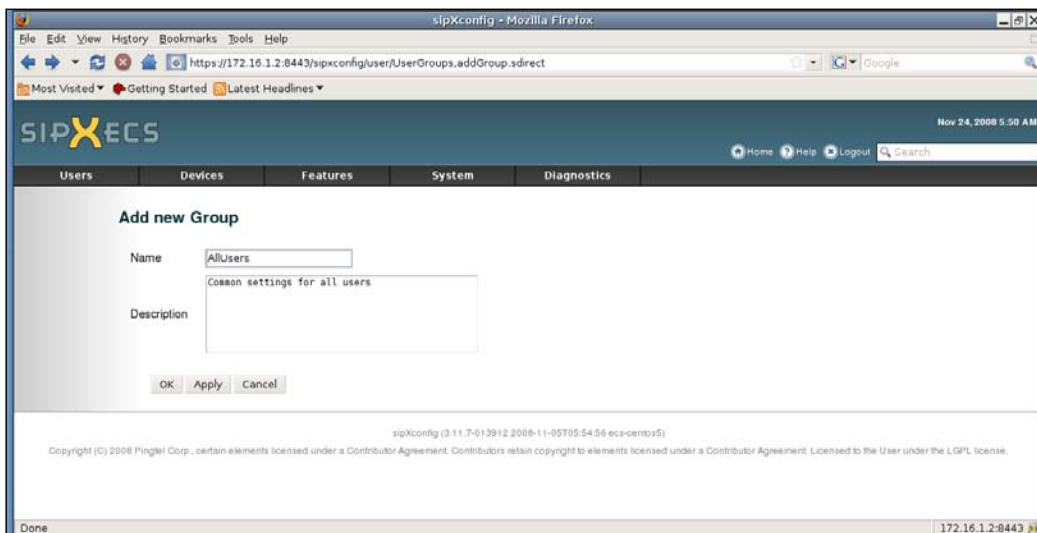 sipXconfig - Mozilla Firefox
File Edit View History Bookmarks Tools Help
https://172.16.1.2:8443/sipxconfig/user/UserGroups,addGroup.sdirect
Google
Most Visited Getting Started Latest Headlines
Nov 24, 2008 5:50 AM
SIPXECS
Home Help Logout Search
Users Devices Features System Diagnostics
Add new Group
Name AllUsers
Common settings for all users
Description
OK Apply Cancel
sipXconfig (3.11.7-013912 2008-11-05T05:54:56 ecs-centos5)
Copyright (C) 2008 Pingtel Corp., certain elements licensed under a Contributor Agreement. Contributors retain copyright to elements licensed under a Contributor Agreement. Licensed to the User under the LGPL license.
Done 172.16.1.2:8443